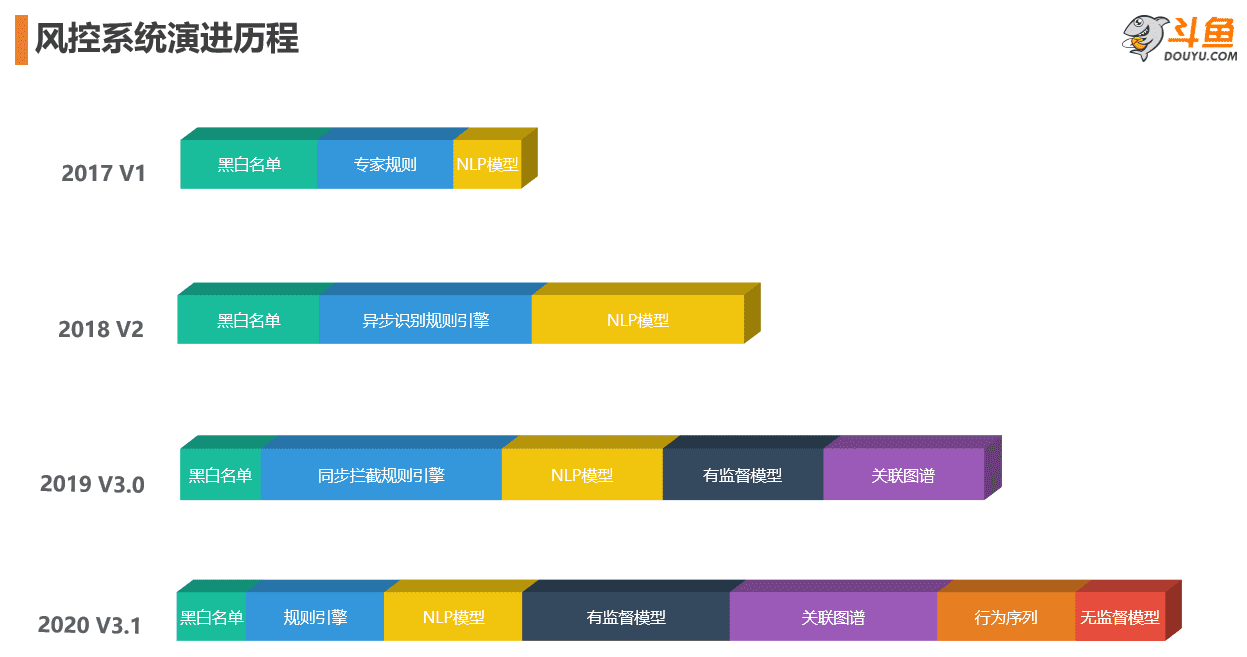 风控系统演进历程
斗鱼
DOUYU.COM
2017 V1
黑白名单
专家规则
NLP模型
2018 V2
黑白名单
异步识别规则引擎
NLP模型
2019 V3.0
黑白名单
同步拦截规则引擎
NLP模型
有监督模型
关联图谱
2020 V3.1
黑白名单
规则引擎
NLP模型
有监督模型
关联图谱
行为序列
无监督模型